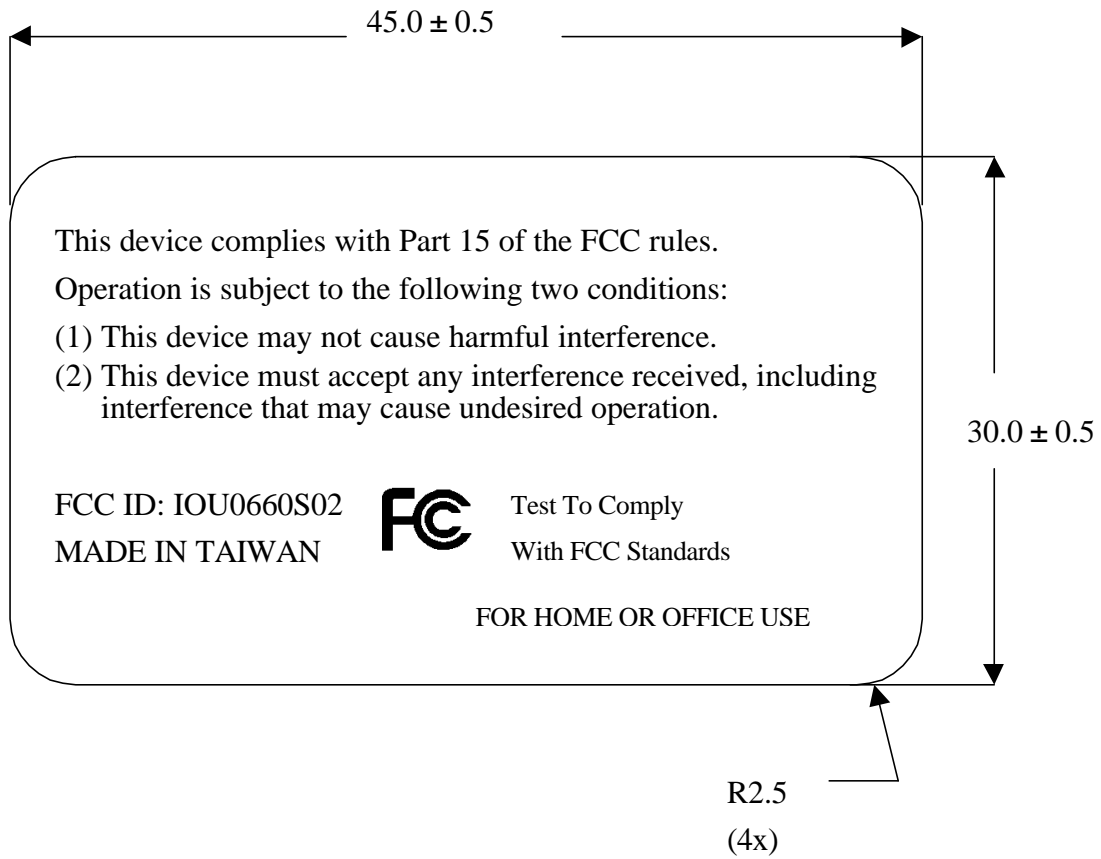 45.0 ± 0.5
This device complies with Part 15 of the FCC rules.
Operation is subject to the following two conditions:
(1) This device may not cause harmful interference.
(2) This device must accept any interference received, including
interference that may cause undesired operation.
30.0 ± 0.5
FCC ID: IOU0660S02
MADE IN TAIWAN
FC
Test To Comply
With FCC Standards
FOR HOME OR OFFICE USE
R2.5
(4x)